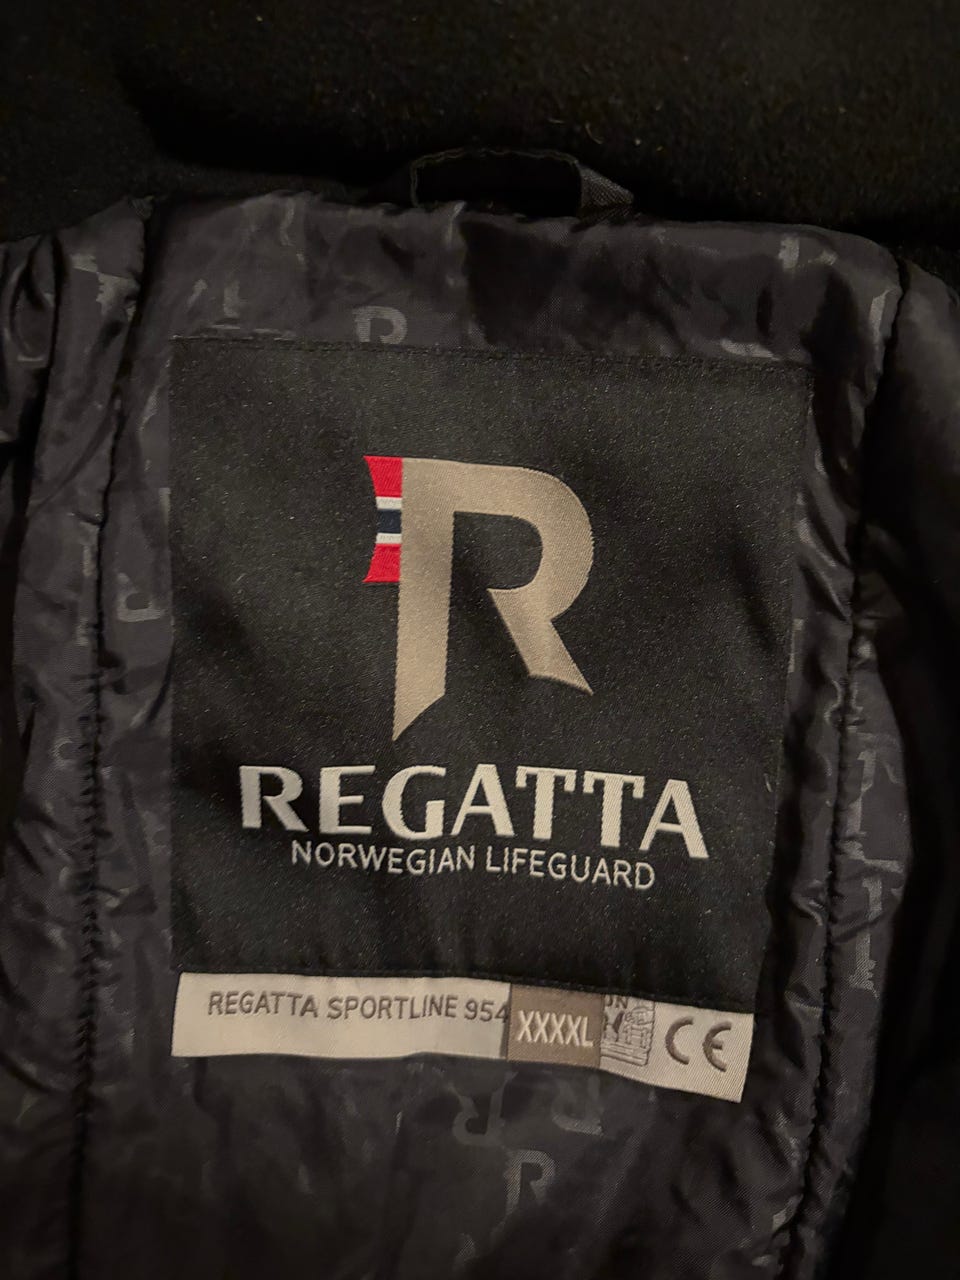 R
REGATTA
NORWEGIAN LIFEGUARD
REGATTA SPORTLINE 954
XXXXL
CE